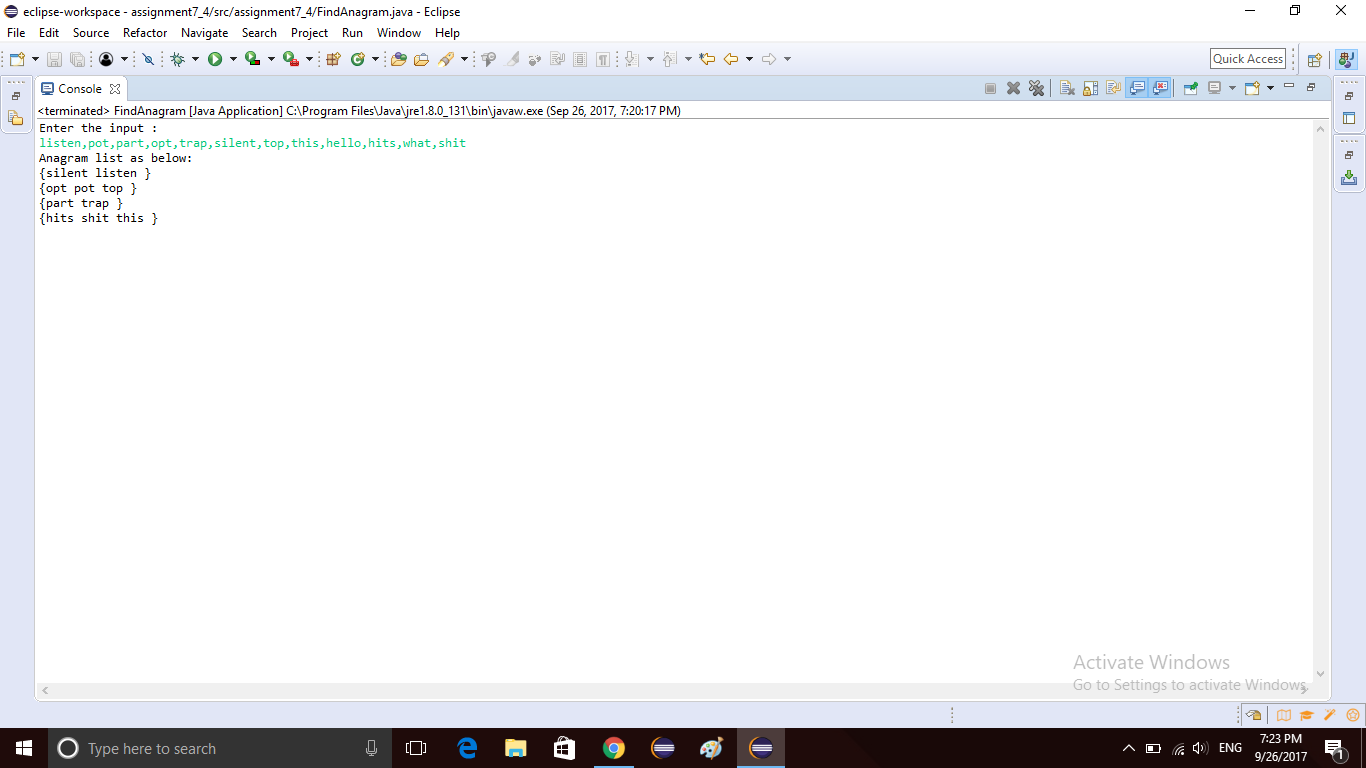 eclipse-workspace - assignment7_4/src/assignment7_4/FindAnagram.java - Eclipse
File Edit Source Refactor Navigate Search Project Run Window Help
Quick Access
Console
<terminated> FindAnagram [Java Application] C:\Program Files\Java\jre1.8.0_131\bin\javaw.exe (Sep 26, 2017, 7:20:17 PM)
Enter the input :
listen,pot,part,opt,trap,silent,top,this,hello,hits,what,shit
Anagram list as below:
{silent listen }
{opt pot top }
{part trap }
{hits shit this }
Activate Windows
Go to Settings to activate Windows.
Type here to search
ENG
7:23 PM
9/26/2017
1